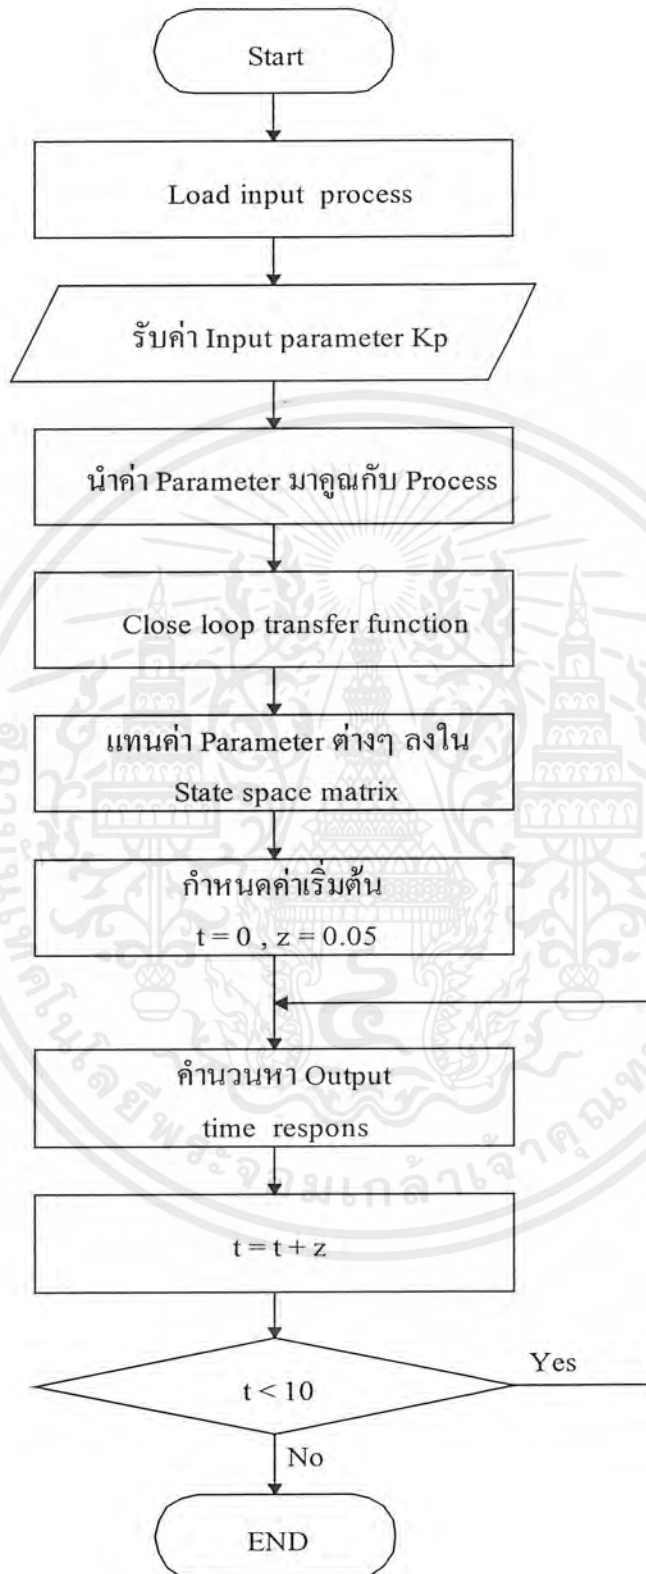 Start
Load input process
รับค่า Input parameter Kp
นำค่า Parameter มาคูณกับ Process
Close loop transfer function
แทนค่า Parameter ต่างๆ ลงใน
State space matrix
กำหนดค่าเริ่มต้น
t = 0 , z = 0.05
คำนวนหา Output
time respons
t = t + z
t < 10
Yes
No
END